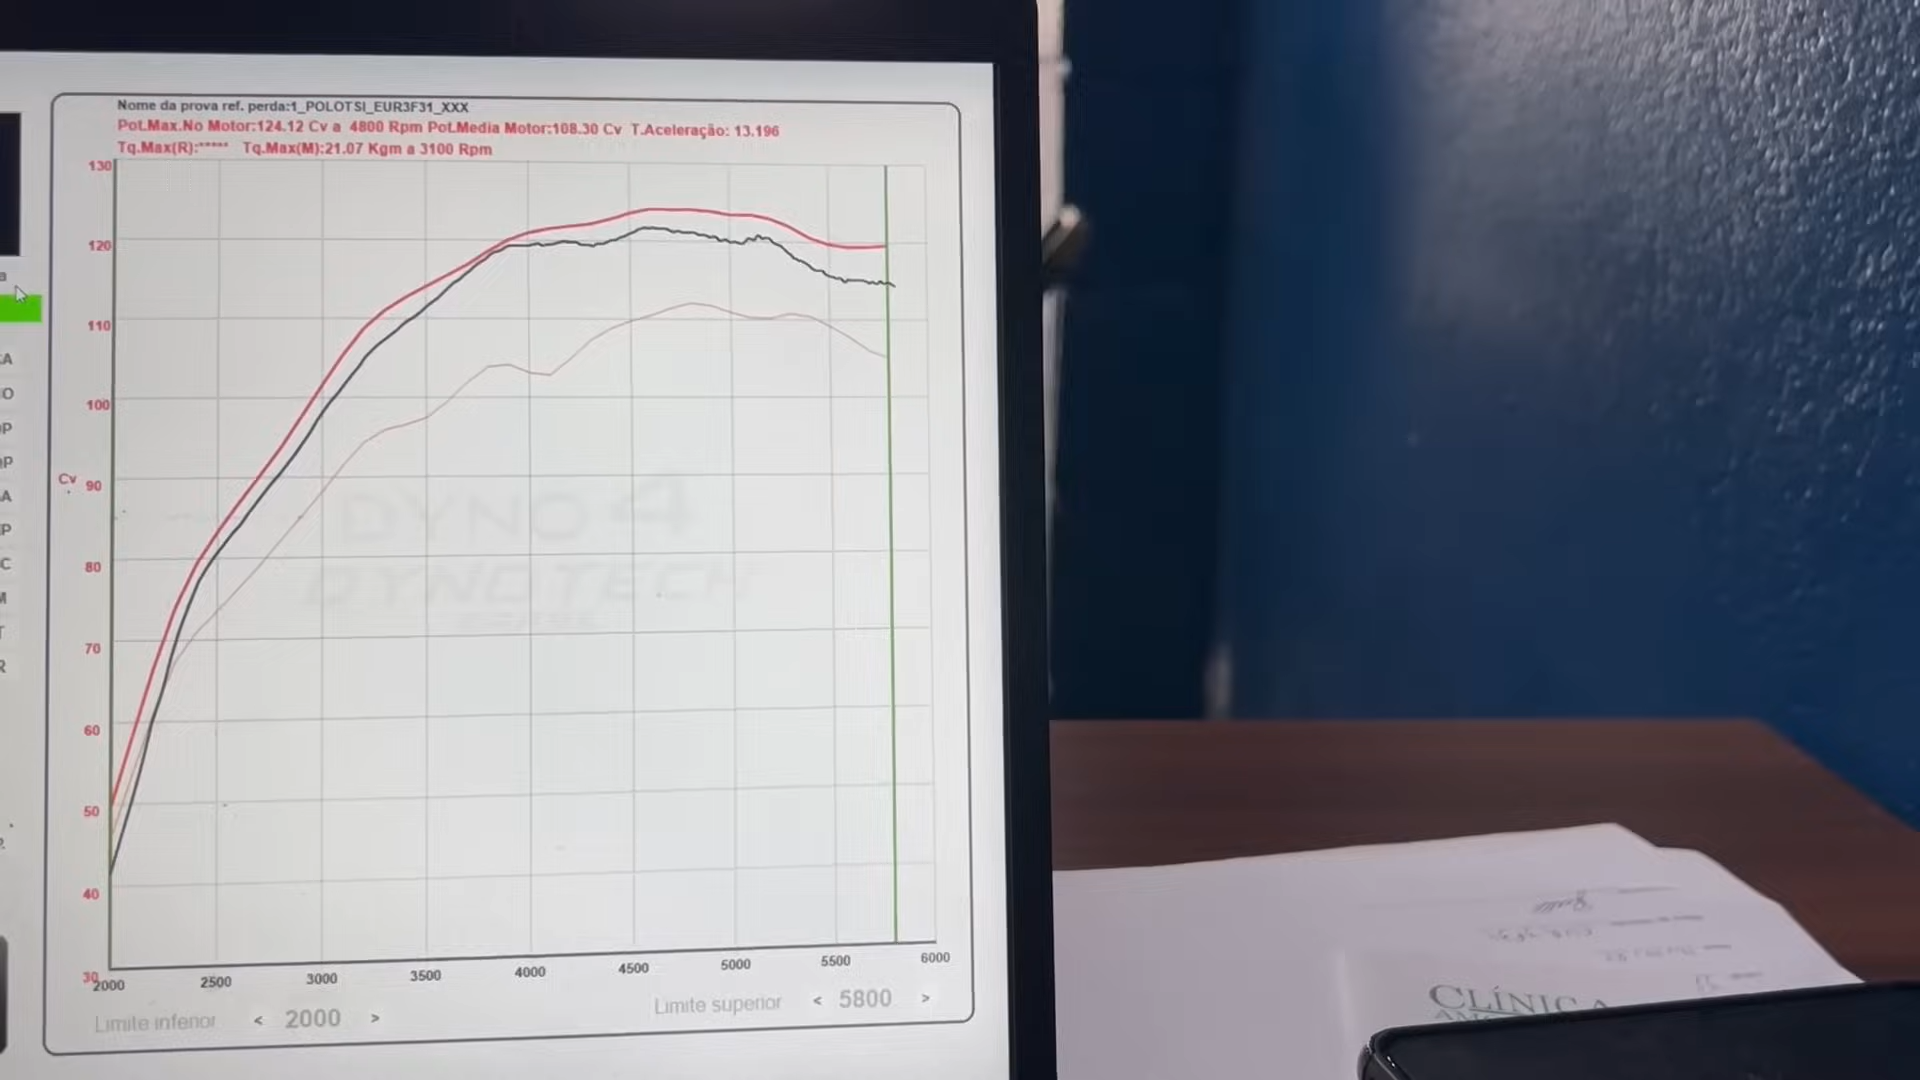 Nome da prova ref. perda:1_POLOTSI_EUR3F31_XXX
Pot.Max.No Motor:124.12 Cv a 4800 Rpm Pot.Media Motor:108.30 Cv T.Aceleração: 13.196
Tq.Max(R):***** Tq.Max(M):21.07 Kgm a 3100 Rpm
130
120
110
100
Cv 90
80
70
60
50
40
30
DYNO 4
DYNOTECH
2000 2500 3000 3500 4000 4500 5000 5500 6000
Limite inferior < 2000 > Limite superior < 5800 >
a
A
O
P
P
A
P
C
M
T
R
CLÍNICA